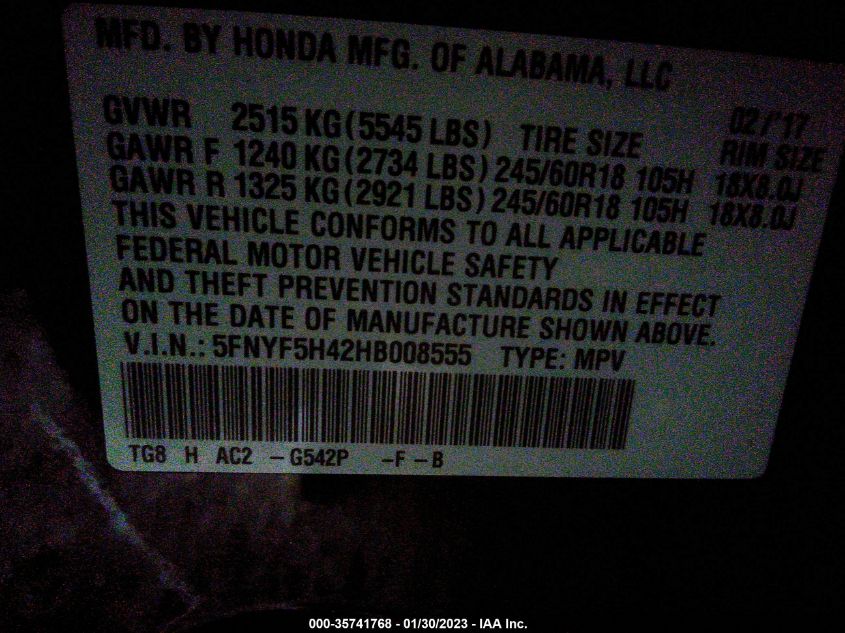 MFD. BY HONDA MFG. OF ALABAMA, LLC
02/'17
GVWR 2515 KG (5545 LBS) TIRE SIZE RIM SIZE
GAWR F 1240 KG (2734 LBS) 245/60R18 105H 18X8.0J
GAWR R 1325 KG (2921 LBS) 245/60R18 105H 18X8.0J
THIS VEHICLE CONFORMS TO ALL APPLICABLE
FEDERAL MOTOR VEHICLE SAFETY
AND THEFT PREVENTION STANDARDS IN EFFECT
ON THE DATE OF MANUFACTURE SHOWN ABOVE.
V.I.N.: 5FNYF5H42HB008555 TYPE: MPV
TG8 H AC2 -G542P -F -B
000-35741768 - 01/30/2023 - IAA Inc.